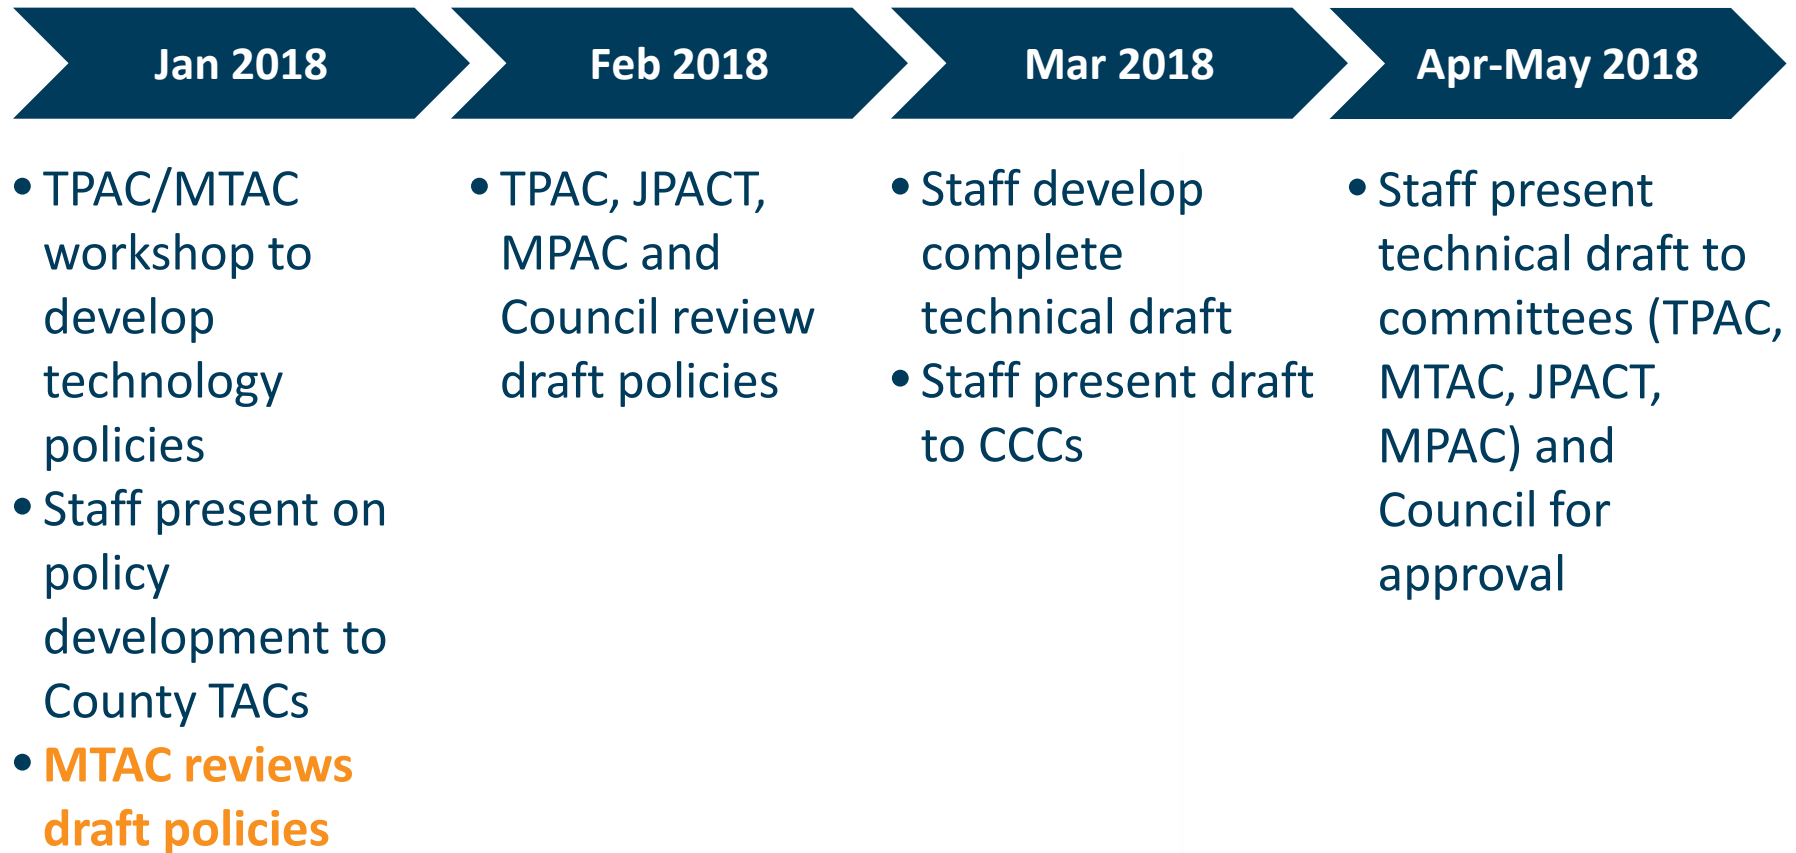 Jan 2018
Feb 2018
Mar 2018
Apr-May 2018
• TPAC/MTAC
workshop to
develop
technology
policies
• Staff present on
policy
development to
County TACs
• MTAC reviews
draft policies
• TPAC, JPACT,
MPAC and
Council review
draft policies
• Staff develop
complete
technical draft
• Staff present draft
to CCCs
• Staff present
technical draft to
committees (TPAC,
MTAC, JPACT,
MPAC) and
Council for
approval